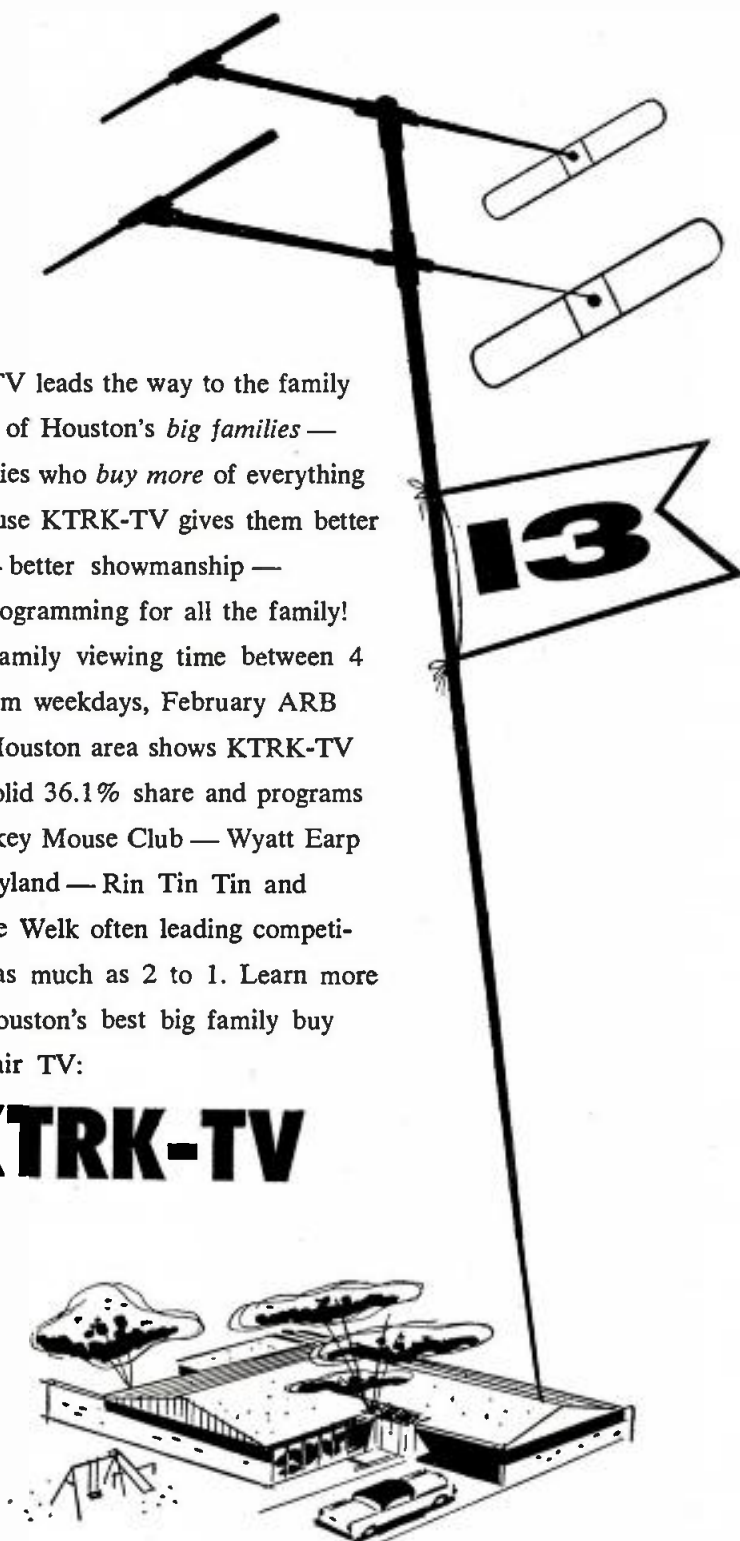 TV leads the way to the family
of Houston's big families —
ies who buy more of everything
use KTRK-TV gives them better
better showmanship —
ogramming for all the family!
amily viewing time between 4
m weekdays, February ARB
Houston area shows KTRK-TV
olid 36.1% share and programs
key Mouse Club — Wyatt Earp
yland — Rin Tin Tin and
e Welk often leading competi-
as much as 2 to 1. Learn more
ouston's best big family buy
air TV:
KTRK-TV
13